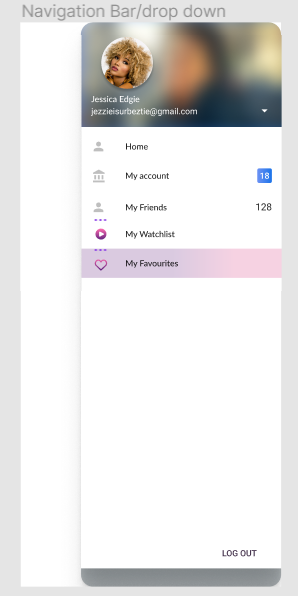 Navigation Bar/drop down
Jessica Edgie
jezzieisurbeztie@gmail.com
Home
My account 18
My Friends 128
My Watchlist
My Favourites
LOG OUT